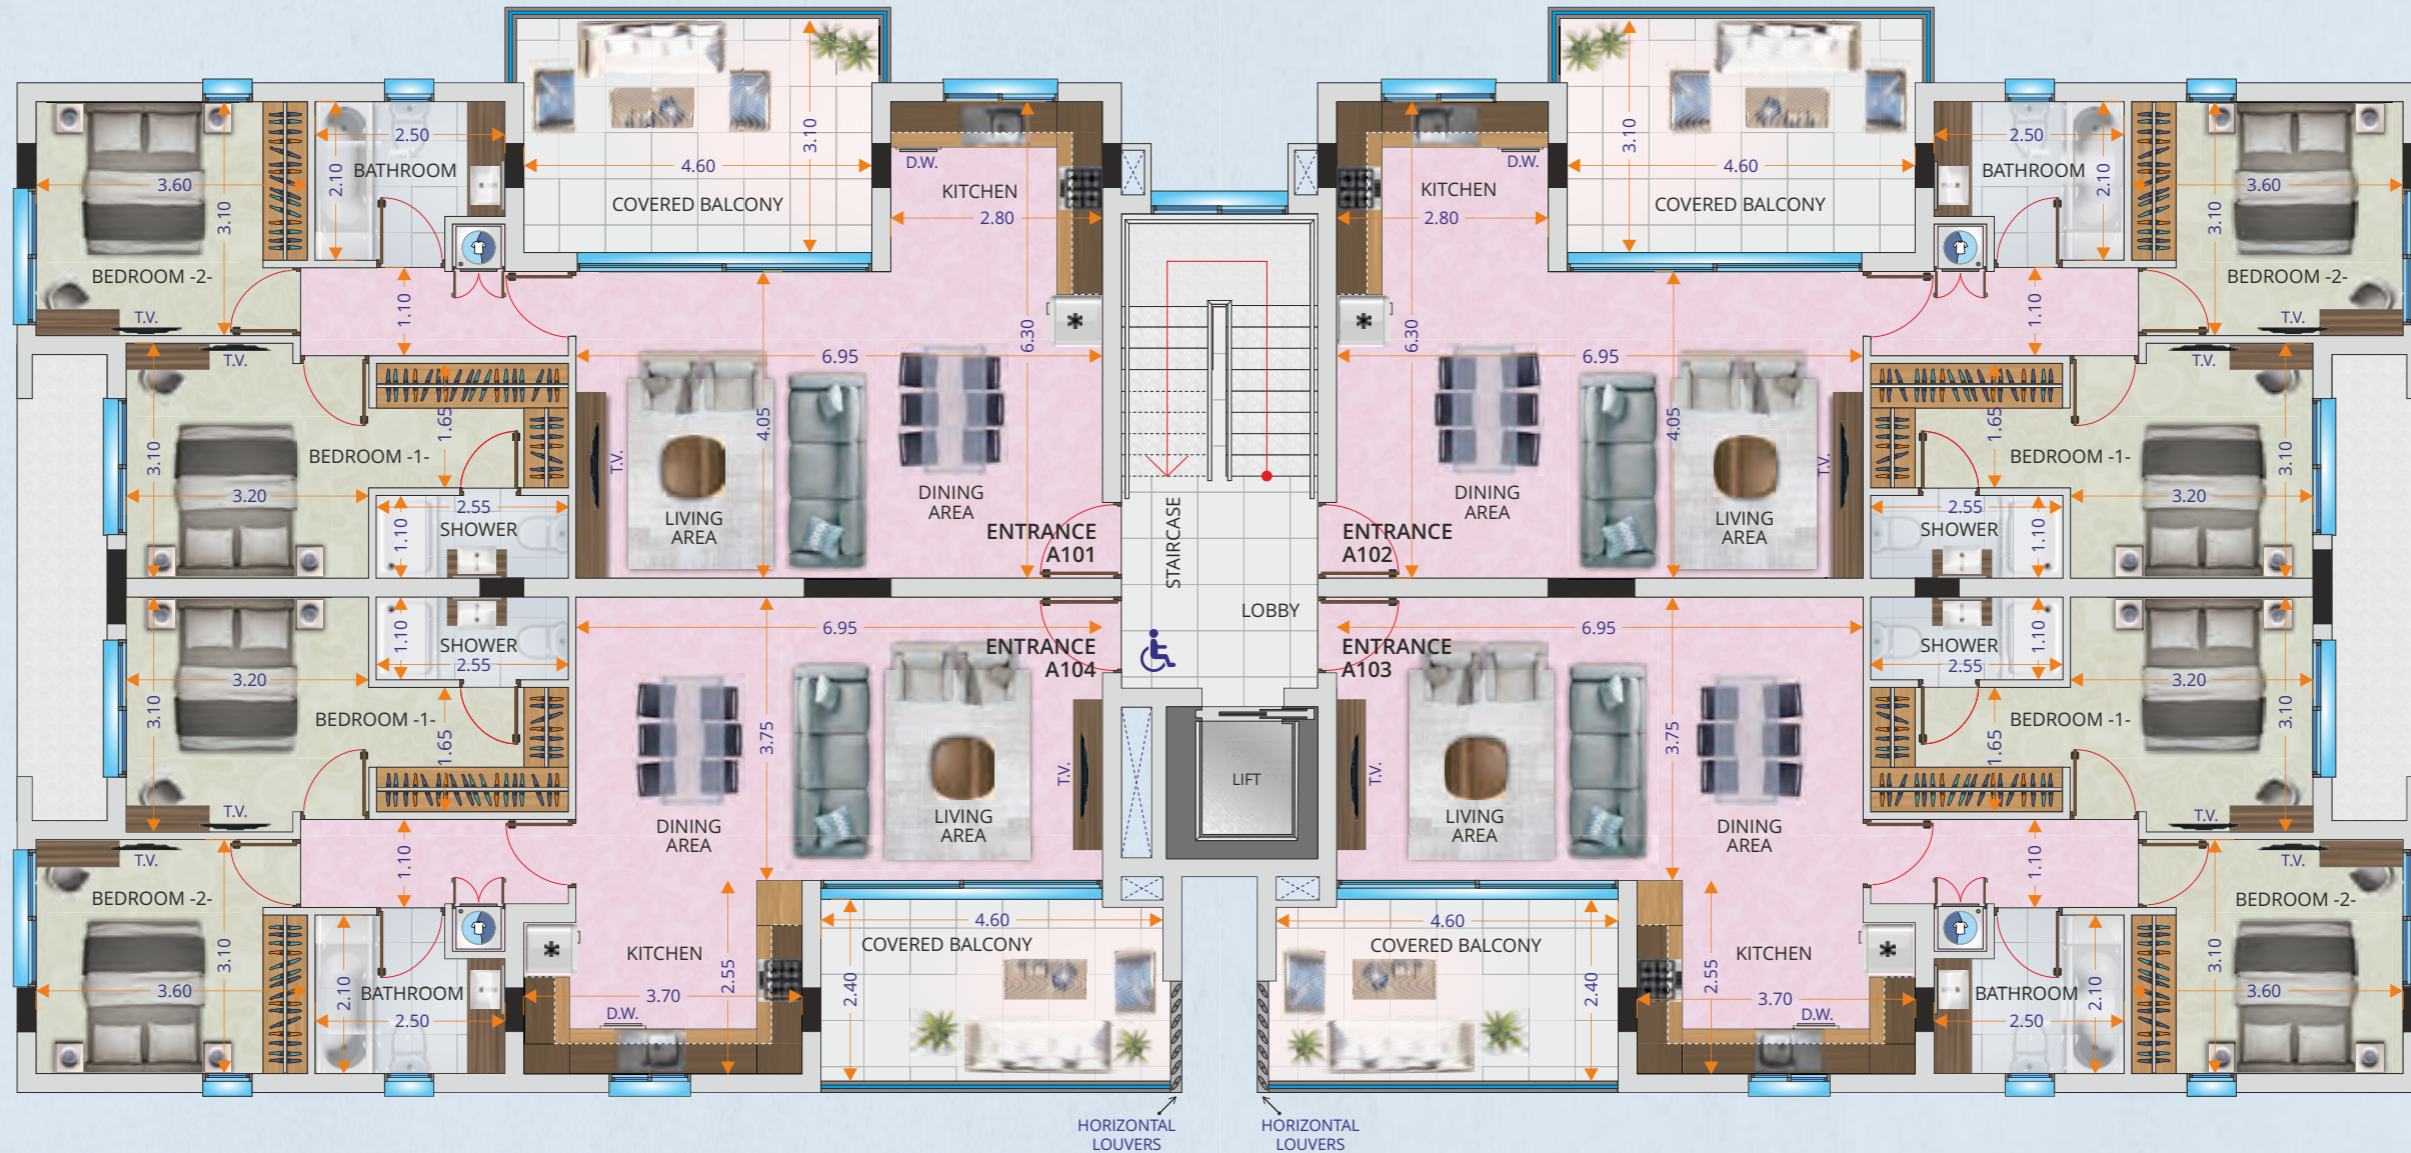 3.10
4.60
COVERED BALCONY
3.10
4.60
COVERED BALCONY
3.60
3.10
BEDROOM -2-
T.V.
2.50
2.10
BATHROOM
1.10
D.W.
KITCHEN
2.80
6.30
6.95
4.05
T.V.
LIVING
AREA
DINING
AREA
ENTRANCE
A101
T.V.
3.10
3.20
BEDROOM -1-
1.65
2.55
1.10
SHOWER
STAIRCASE
LOBBY
LIFT
D.W.
KITCHEN
2.80
6.30
6.95
4.05
T.V.
DINING
AREA
LIVING
AREA
ENTRANCE
A102
2.50
2.10
BATHROOM
1.10
3.60
3.10
BEDROOM -2-
T.V.
T.V.
1.65
BEDROOM -1-
3.10
3.20
2.55
1.10
SHOWER
1.10
SHOWER
2.55
3.20
3.10
BEDROOM -1-
1.65
T.V.
6.95
ENTRANCE
A104
3.75
T.V.
DINING
AREA
LIVING
AREA
T.V.
BEDROOM -2-
3.10
3.60
1.10
2.10
BATHROOM
2.50
KITCHEN
2.55
3.70
D.W.
4.60
COVERED BALCONY
2.40
6.95
ENTRANCE
A103
3.75
T.V.
LIVING
AREA
DINING
AREA
SHOWER
1.10
2.55
3.20
3.10
BEDROOM -1-
1.65
T.V.
4.60
COVERED BALCONY
2.40
KITCHEN
2.55
3.70
D.W.
1.10
BATHROOM
2.10
2.50
T.V.
BEDROOM -2-
3.10
3.60
HORIZONTAL
LOUVERS
HORIZONTAL
LOUVERS